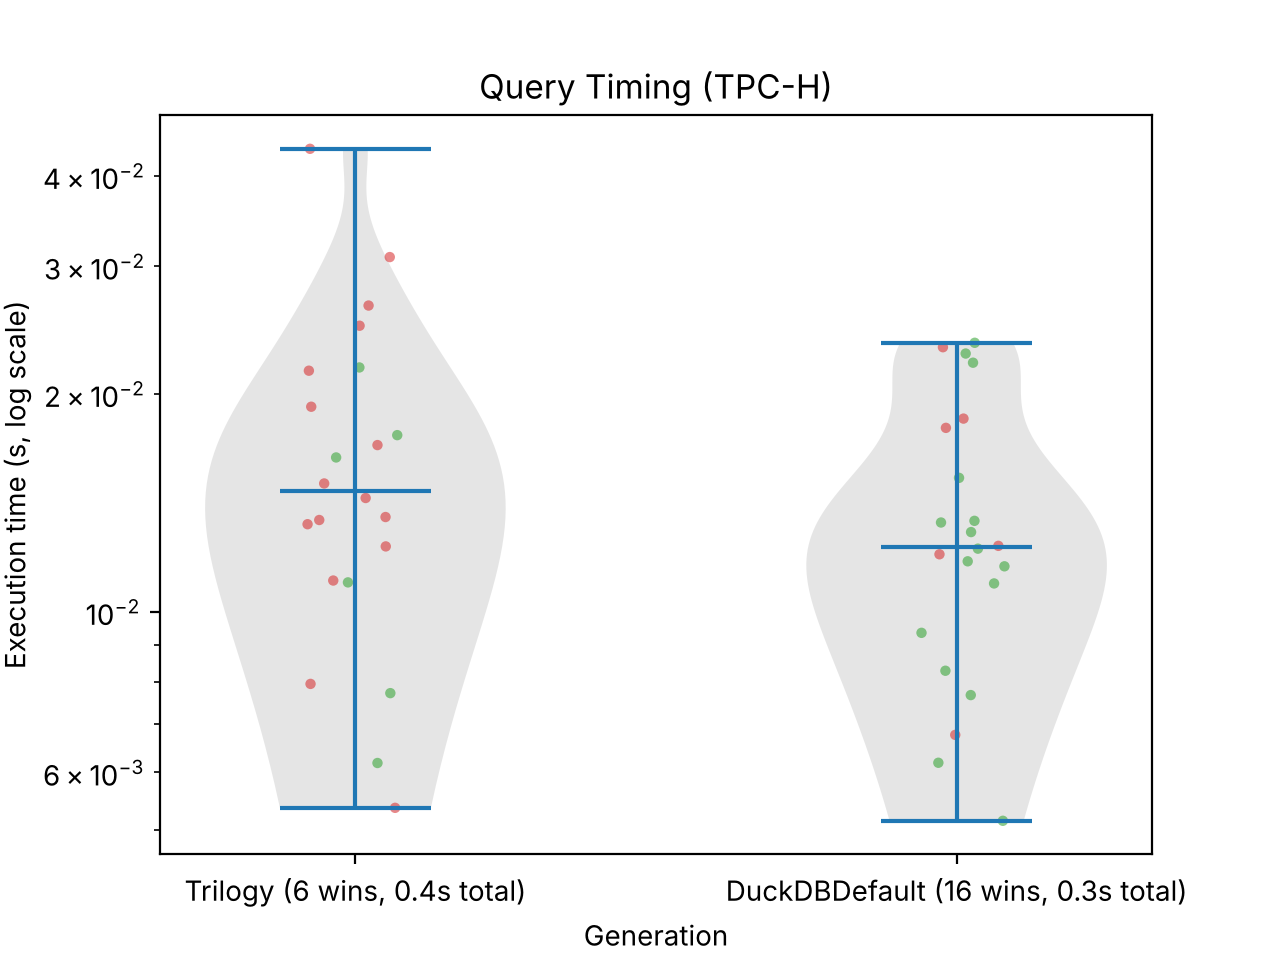 Query Timing (TPC-H)
Execution time (s, log scale)
4 × 10⁻²
3 × 10⁻²
2 × 10⁻²
10⁻²
6 × 10⁻³
Trilogy (6 wins, 0.4s total)
DuckDBDefault (16 wins, 0.3s total)
Generation